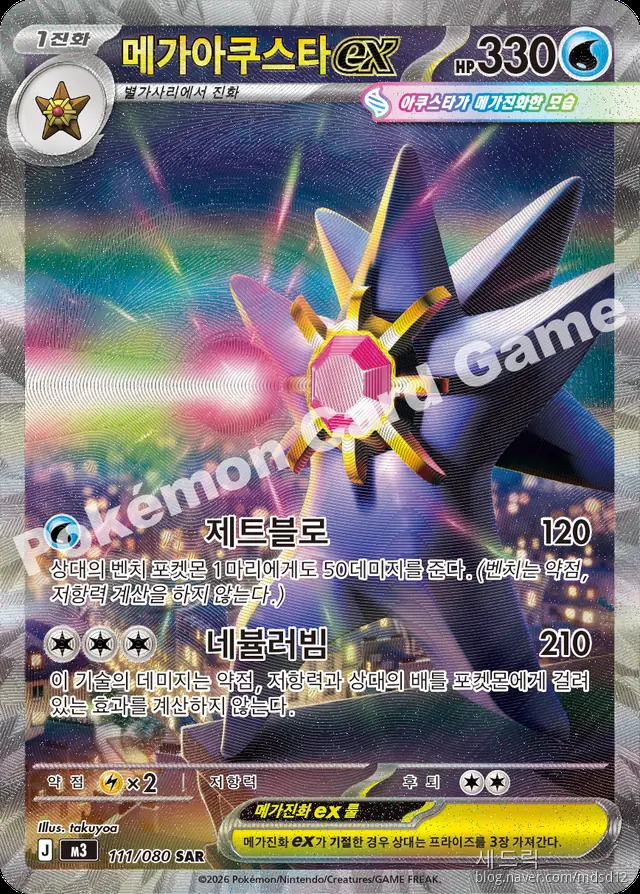 1진화
메가아쿠스타ex
HP 330
별가사리에서 진화
아쿠스타가 메가진화한 모습
Pokémon Card Game
제트블로 120
상대의 벤치 포켓몬 1마리에게도 50데미지를 준다. (벤치는 약점,
저항력 계산을 하지 않는다.)
네뷸러빔 210
이 기술의 데미지는 약점, 저항력과 상대의 배틀 포켓몬에게 걸려
있는 효과를 계산하지 않는다.
약점 ×2 저항력 후퇴
메가진화 ex 룰
메가진화 ex가 기절한 경우 상대는 프라이즈를 3장 가져간다.
Illus. takuyoa
J M3 111/080 SAR
세드릭
blog.naver.com/mdsd12
©2026 Pokémon/Nintendo/Creatures/GAME FREAK.